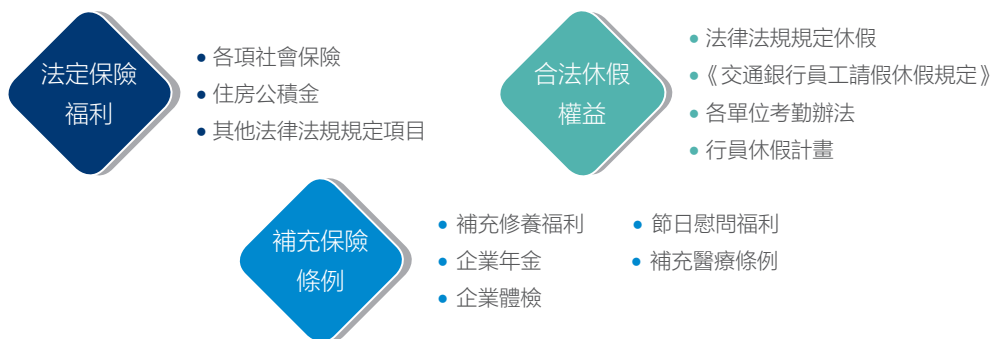 法定保險
福利
• 各項社會保險
• 住房公積金
• 其他法律法規規定項目
合法休假
權益
• 法律法規規定休假
• 《交通銀行員工請假休假規定》
• 各單位考勤辦法
• 行員休假計畫
補充保險
條例
• 補充修養福利
• 企業年金
• 企業體檢
• 節日慰問福利
• 補充醫療條例